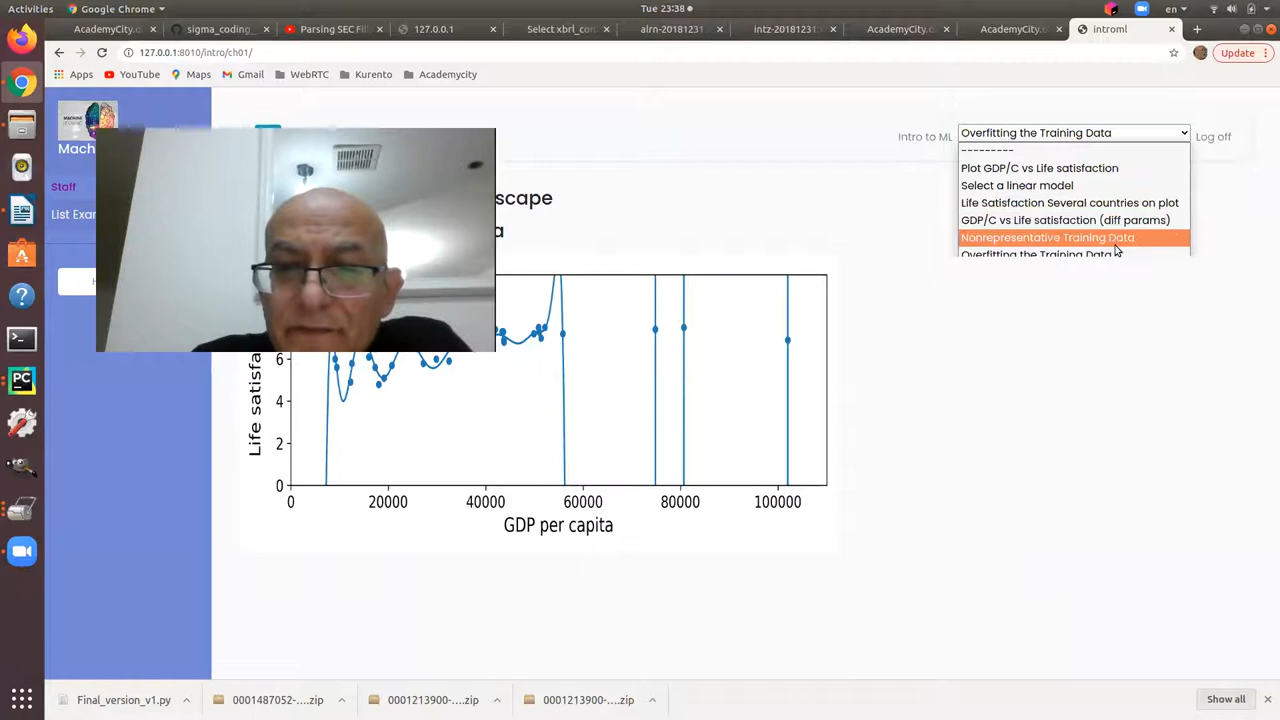 Activities
Google Chrome
Tue 23:38
en
AcademyCity.
sigma_coding_
Parsing SEC Fili
127.0.0.1
Select xbrl_con
alrn-20181231.
intz-20181231.
AcademyCity.c
AcademyCity.c
introml
127.0.0.1:8010/intro/ch01/
Update
Apps
YouTube
Maps
Gmail
WebRTC
Kurento
Academycity
Mach
Staff
List Exar
Intro to ML
Overfitting the Training Data
Log off
---------
Plot GDP/C vs Life satisfaction
Select a linear model
Life Satisfaction Several countries on plot
GDP/C vs Life satisfaction (diff params)
Nonrepresentative Training Data
Overfitting the Training Data
scape
a
Life satisfa
6
4
2
0
0
20000
40000
60000
80000
100000
GDP per capita
Final_version_v1.py
0001487052-....zip
0001213900-....zip
0001213900-....zip
Show all